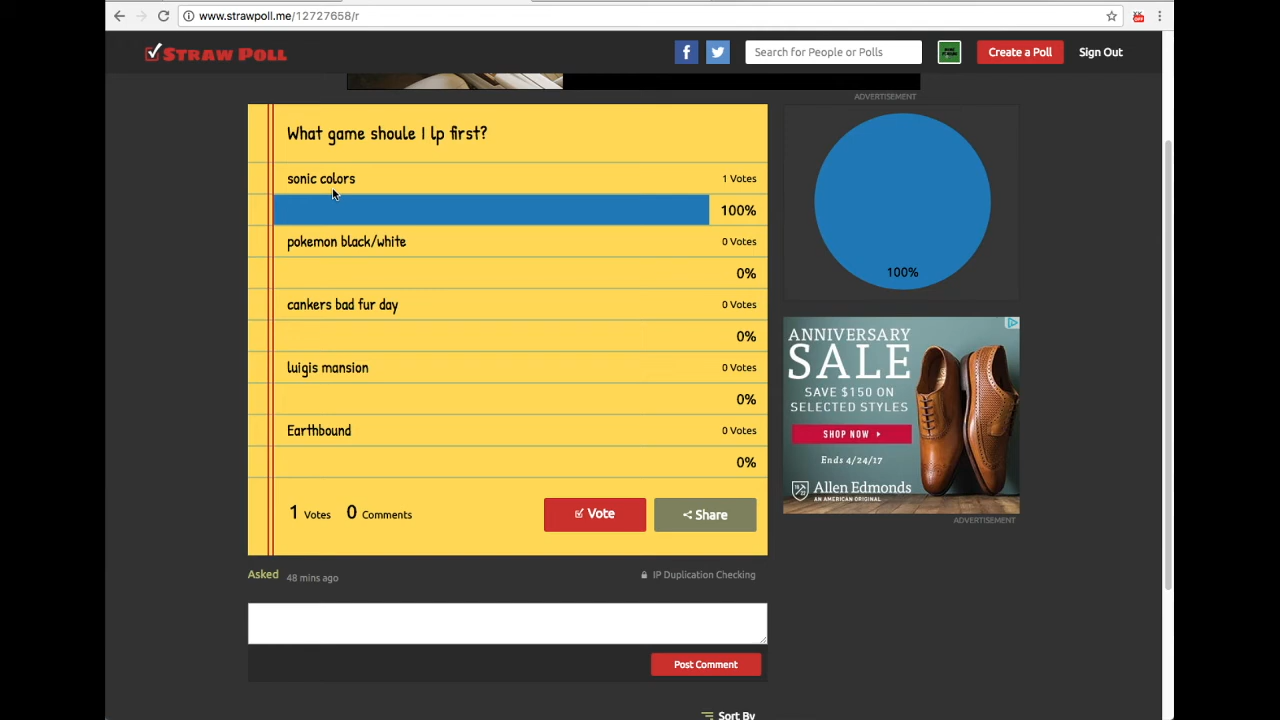 www.strawpoll.me/12727658/r
STRAW POLL
Search for People or Polls
Create a Poll
Sign Out
ADVERTISEMENT
What game shoule I lp first?
sonic colors
1 Votes
100%
pokemon black/white
0 Votes
0%
cankers bad fur day
0 Votes
0%
luigis mansion
0 Votes
0%
Earthbound
0 Votes
0%
1 Votes
0 Comments
Vote
Share
100%
ANNIVERSARY
SALE
SAVE $150 ON
SELECTED STYLES
SHOP NOW
Ends 4/24/17
Allen Edmonds
AN AMERICAN ORIGINAL
ADVERTISEMENT
Asked 48 mins ago
IP Duplication Checking
Post Comment
Sort By